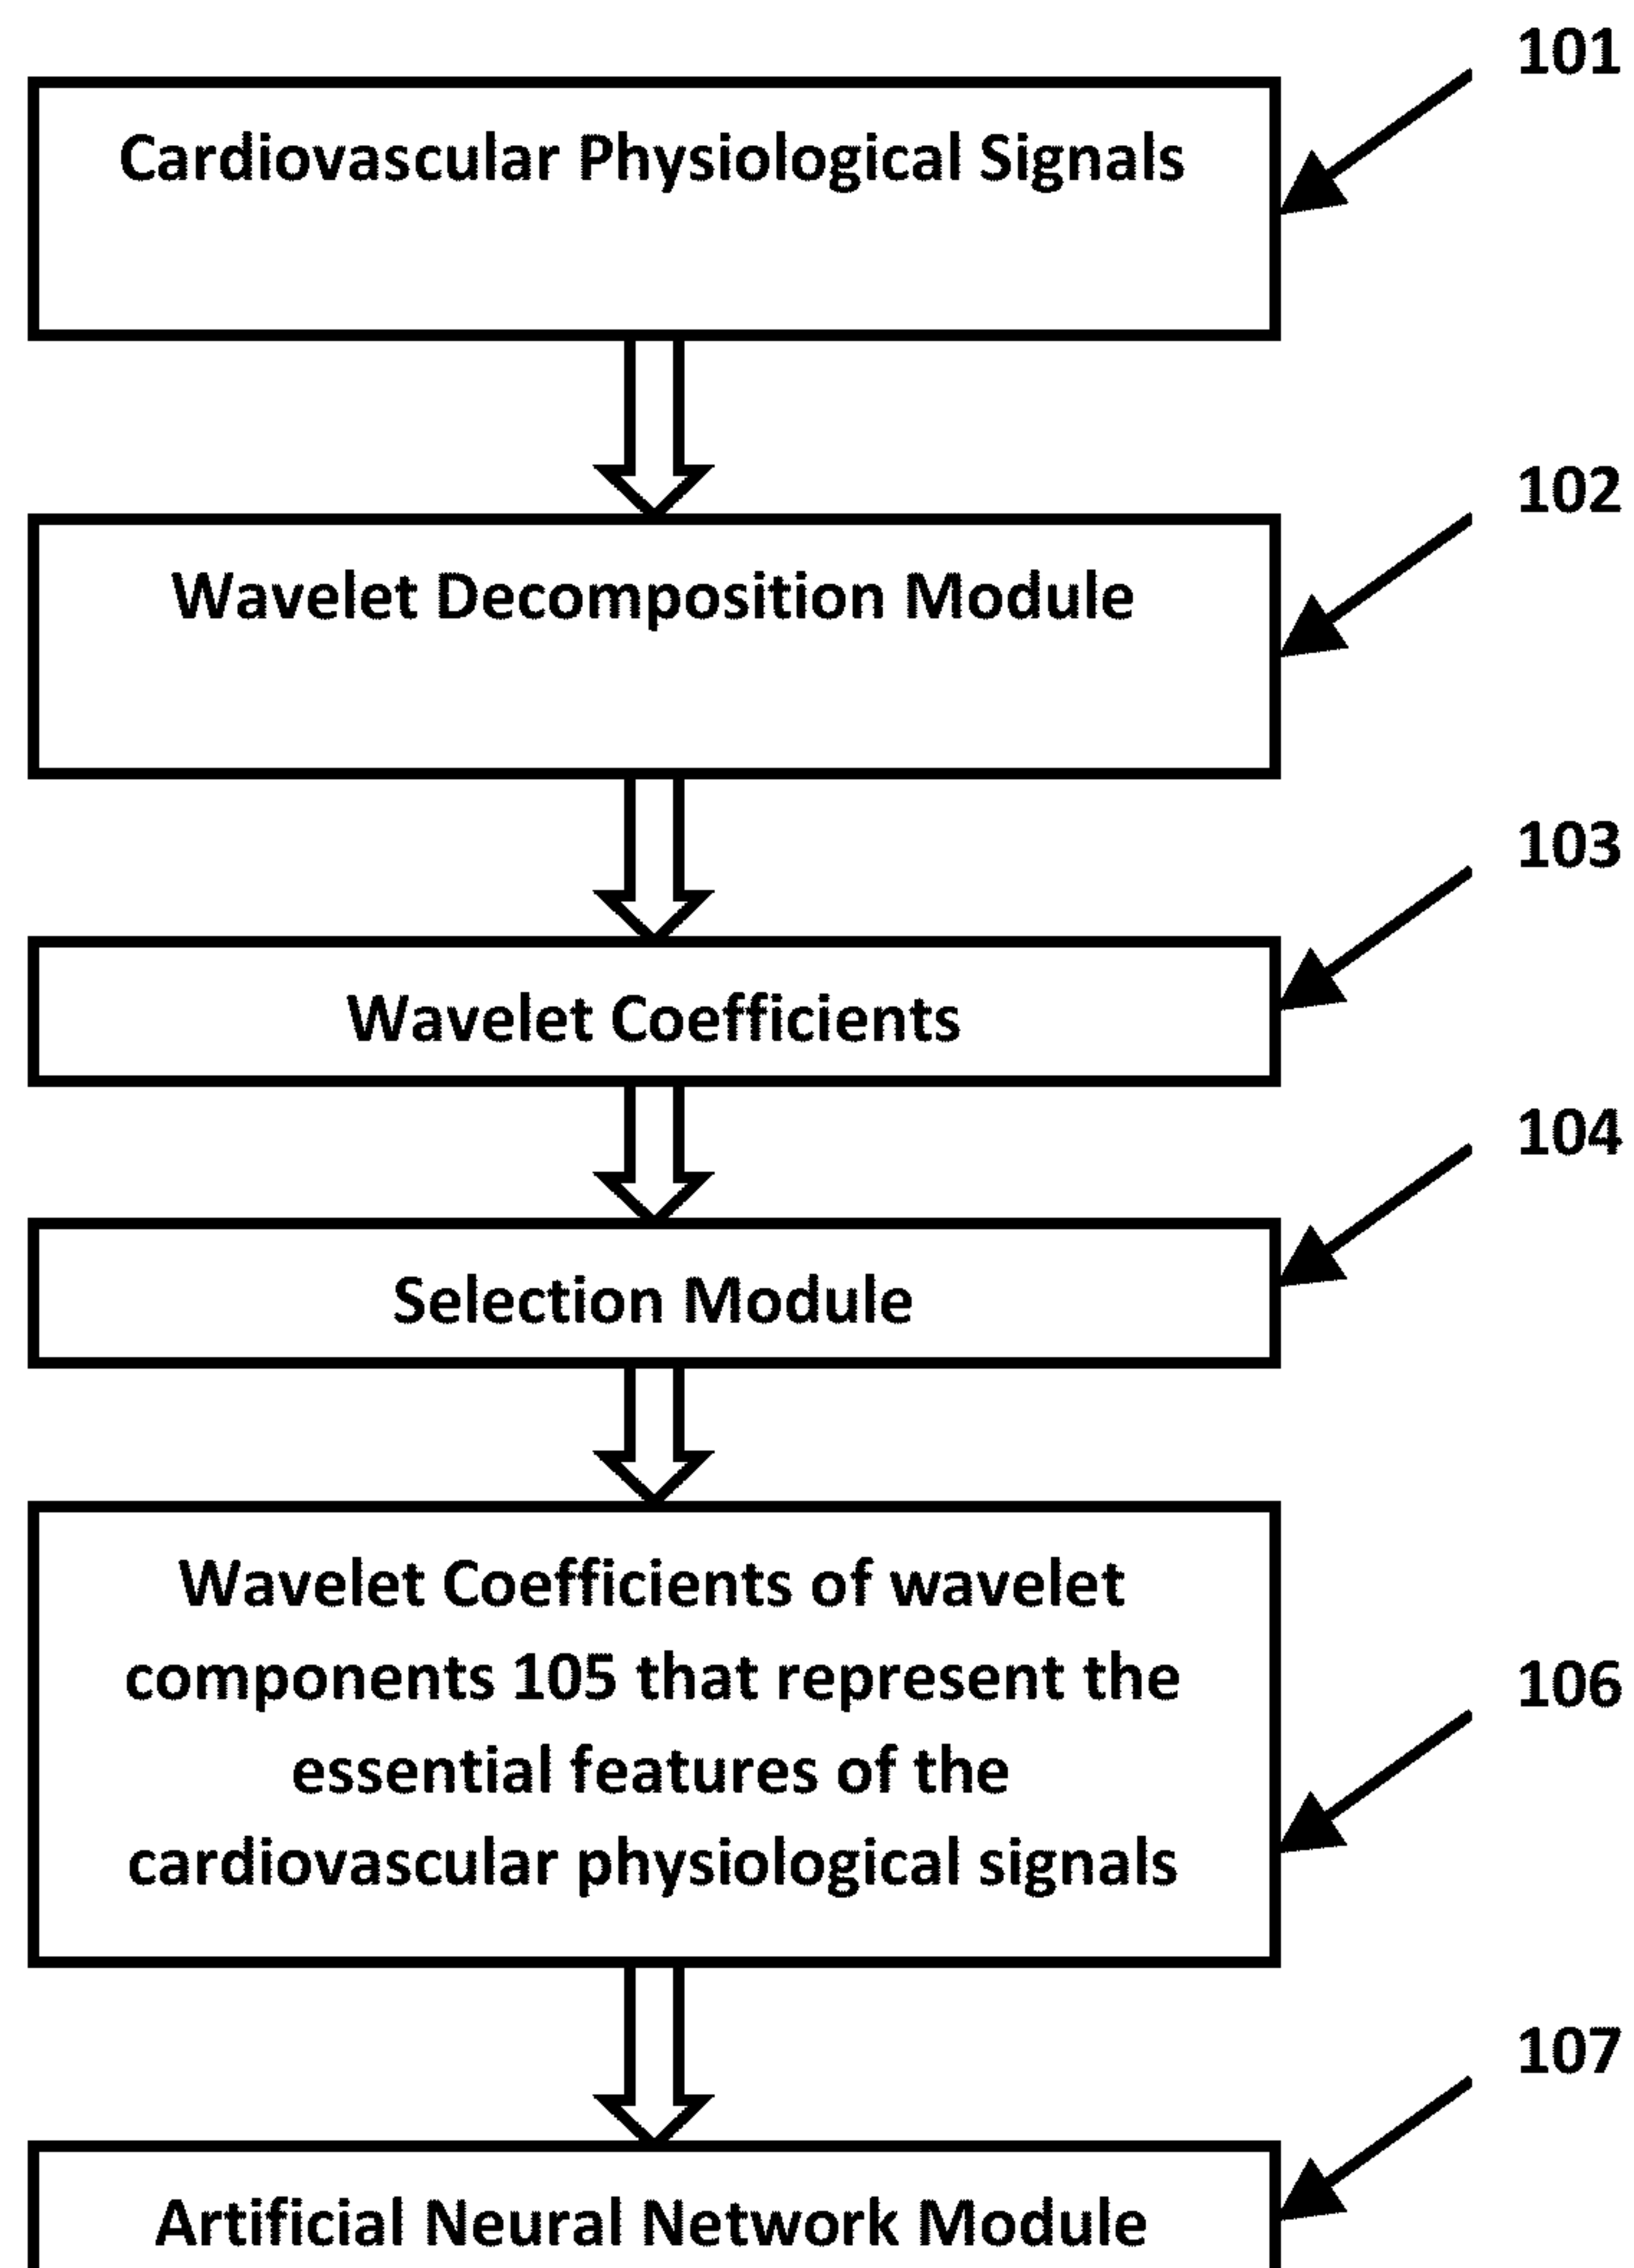 101
Cardiovascular Physiological Signals
102
Wavelet Decomposition Module
103
Wavelet Coefficients
104
Selection Module
Wavelet Coefficients of wavelet
components 105 that represent the
106
essential features of the
cardiovascular physiological signals
107
Artificial Neural Network Module